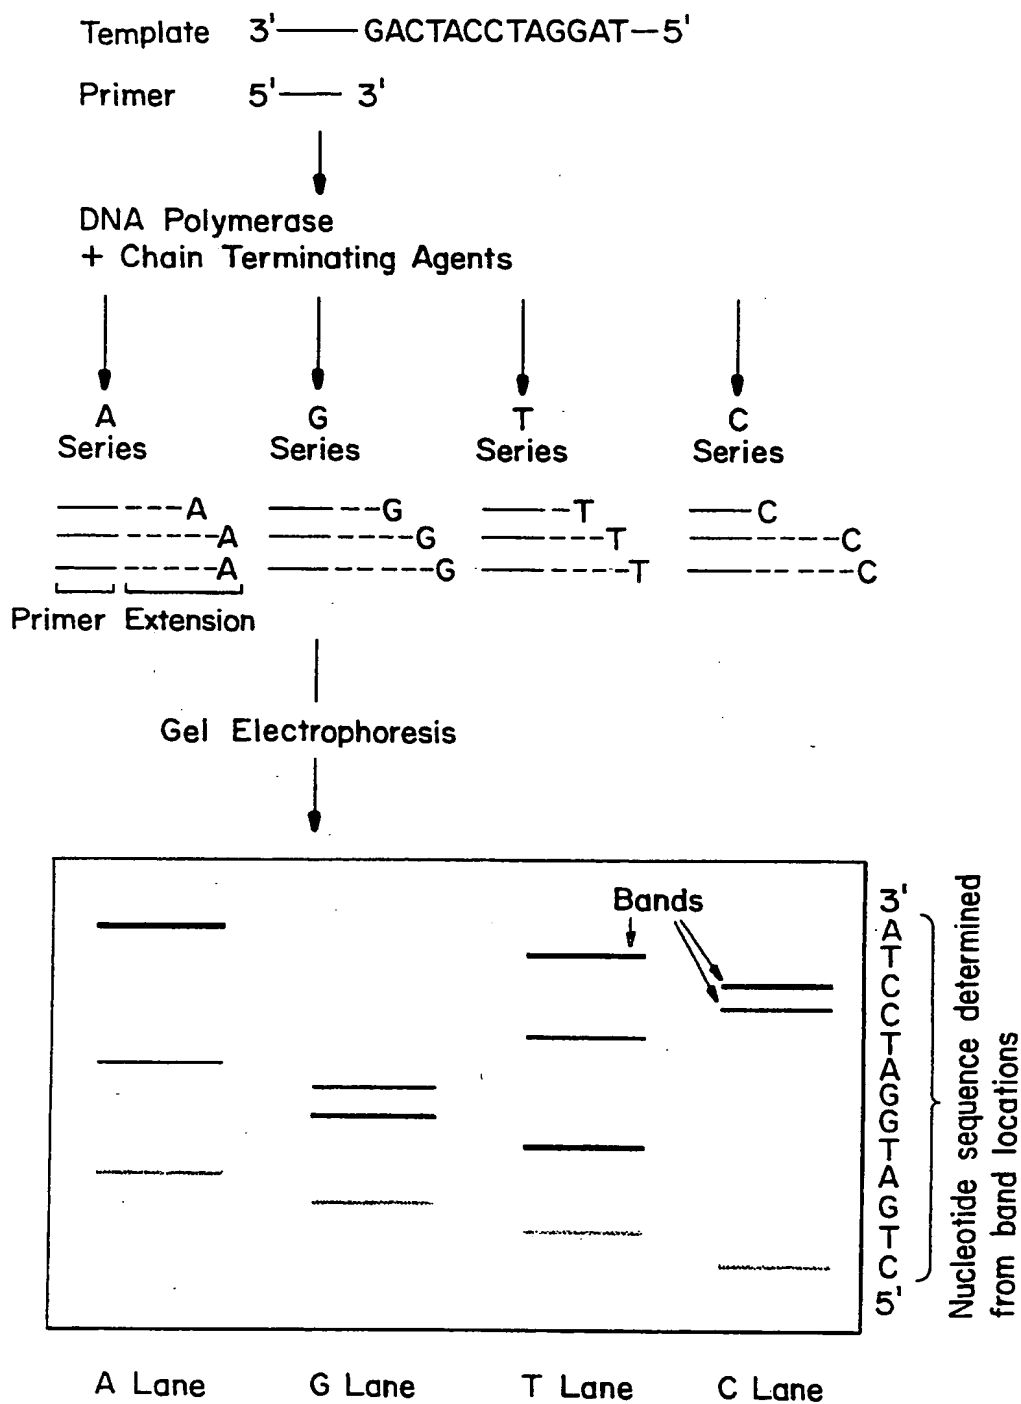 Template 3'——GACTACCTAGGAT—5'
Primer 5'—— 3'
DNA Polymerase
+ Chain Terminating Agents
A Series
G Series
T Series
C Series
——---A
——-----A
——-----A
——---G
——-----G
——------G
——--T
——----T
——-----T
——C
——-----C
——------C
Primer Extension
Gel Electrophoresis
Bands
3'
A
T
C
C
T
A
G
G
T
A
G
T
C
5'
Nucleotide sequence determined
from band locations
A Lane G Lane T Lane C Lane